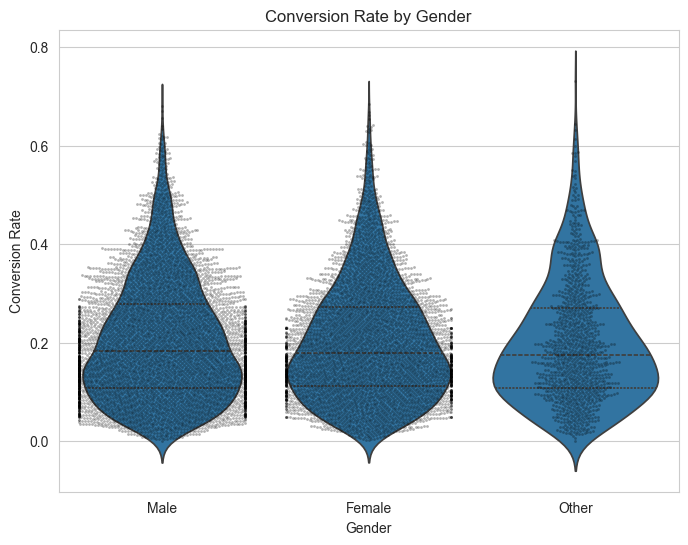 Conversion Rate by Gender
Conversion Rate
0.8
0.6
0.4
0.2
0.0
Male Female Other
Gender